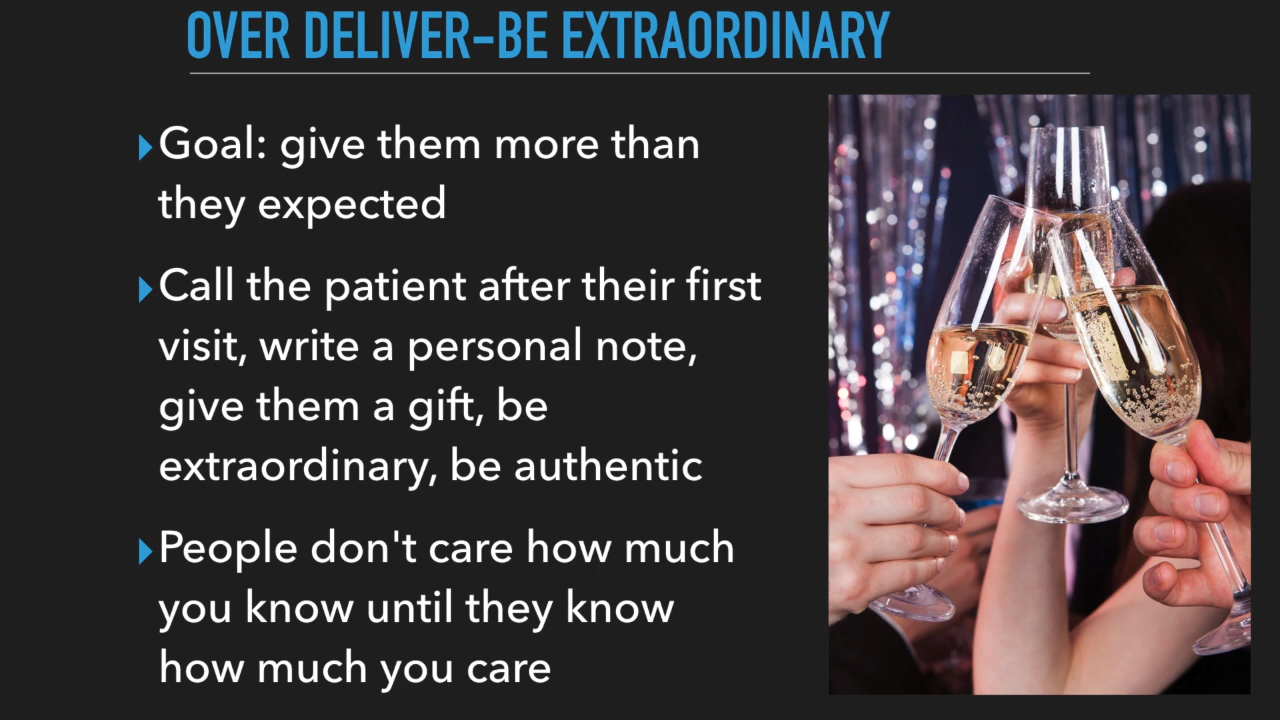 OVER DELIVER-BE EXTRAORDINARY
Goal: give them more than
they expected
Call the patient after their first
visit, write a personal note,
give them a gift, be
extraordinary, be authentic
People don't care how much
you know until they know
how much you care